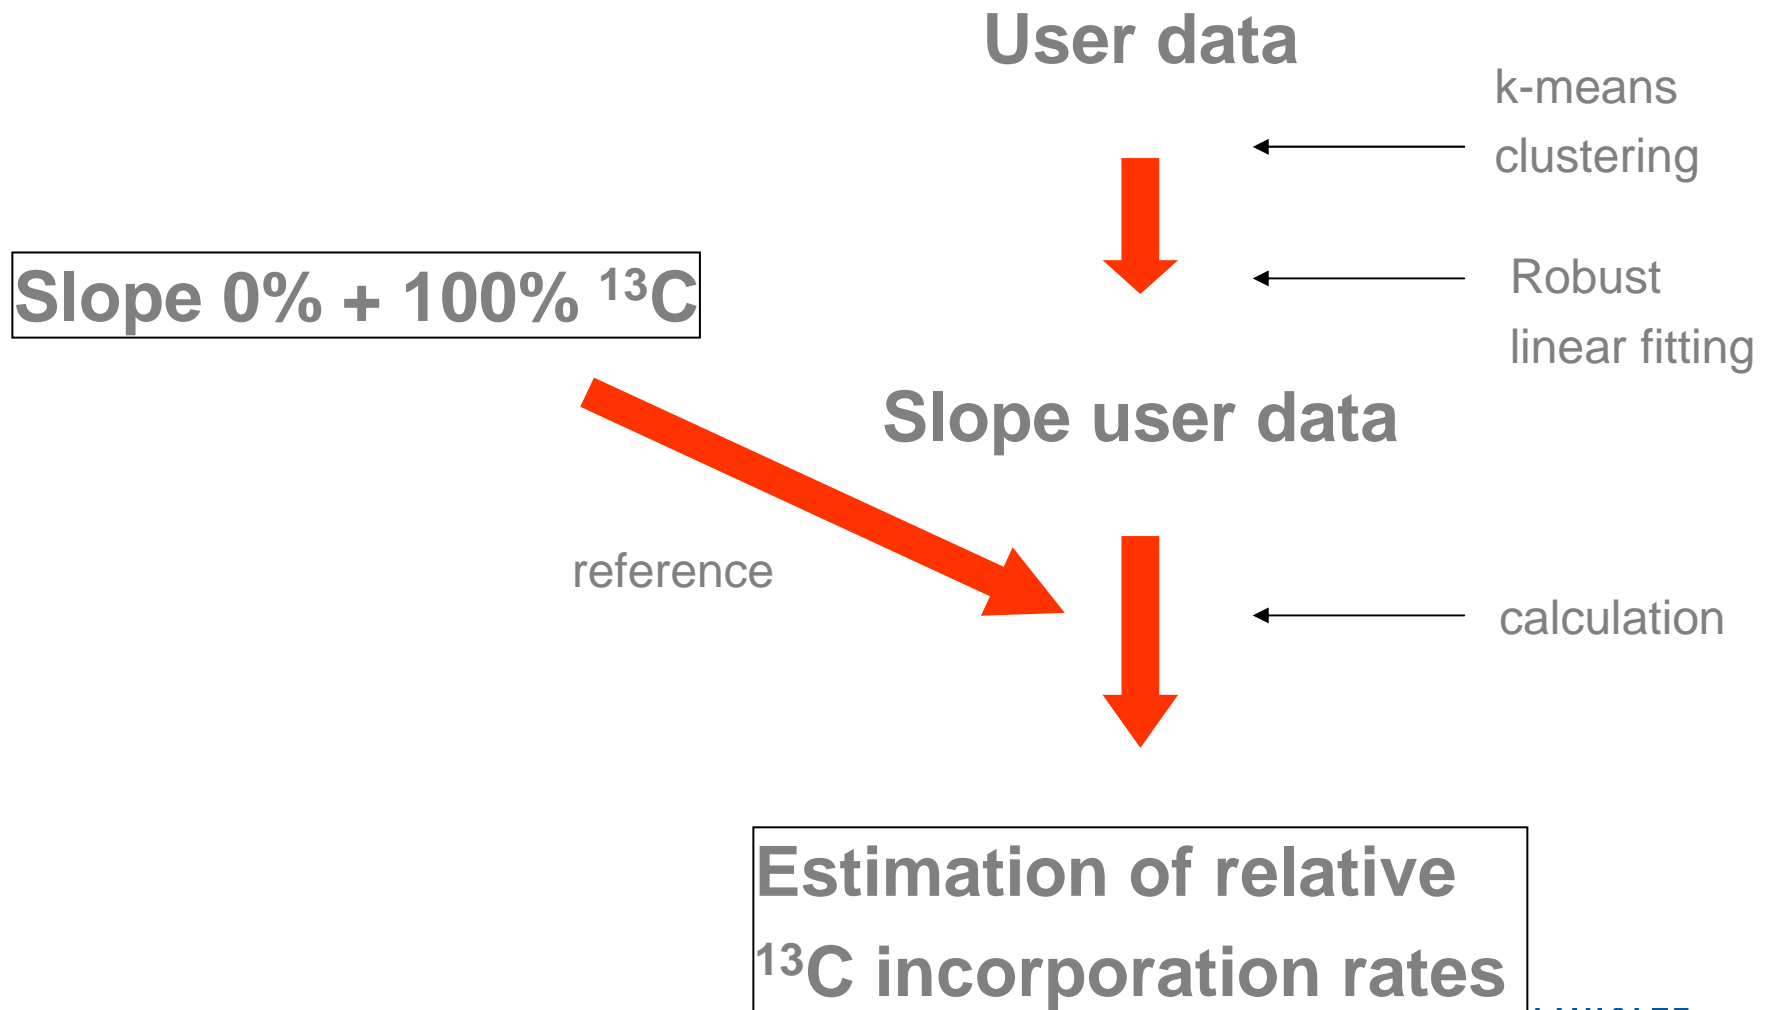 User data
k-means
clustering
Slope 0% + 100% ¹³C
Robust
linear fitting
Slope user data
reference
calculation
Estimation of relative
¹³C incorporation rates